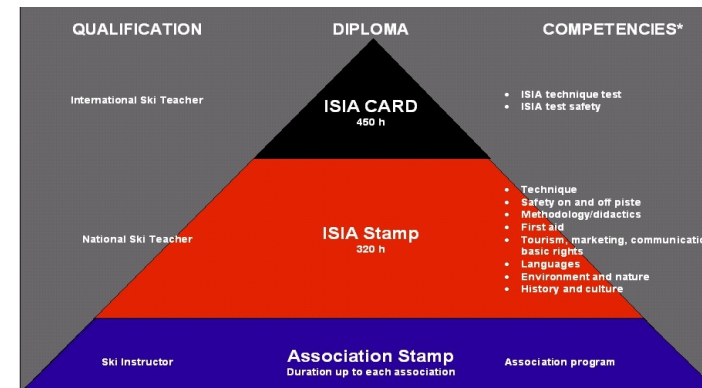 QUALIFICATION DIPLOMA COMPETENCIES*
International Ski Teacher
ISIA CARD
450 h
• ISIA technique test
• ISIA test safety
National Ski Teacher
ISIA Stamp
320 h
• Technique
• Safety on and off piste
• Methodology/didactics
• First aid
• Tourism, marketing, communicatio
basic rights
• Languages
• Environment and nature
• History and culture
Ski Instructor
Association Stamp
Duration up to each association
Association program